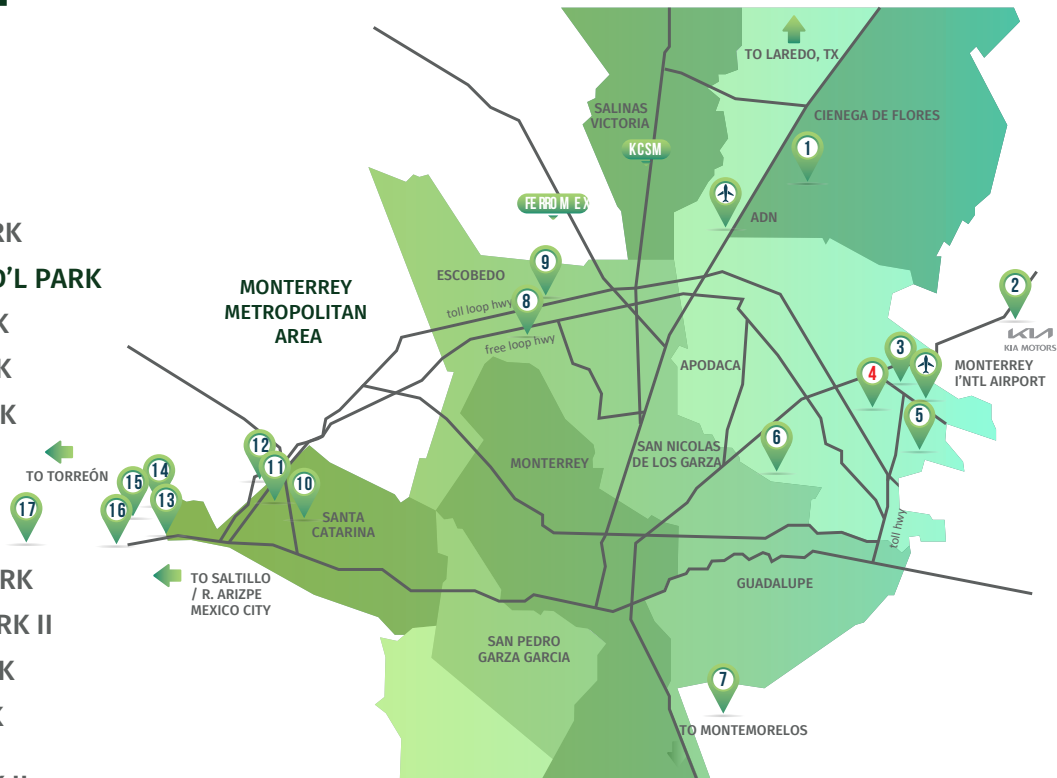 RK
D'L PARK
K
K
K
RK
RK II
K
K
TO LAREDO, TX
SALINAS
VICTORIA
CIENEGA DE FLORES
KCSM
1
ADN
FERROMEX
9
ESCOBEDO
8
toll loop hwy
free loop hwy
MONTERREY
METROPOLITAN
AREA
2
KIA
KIA MOTORS
3
4
MONTERREY
I'NTL AIRPORT
APODACA
5
6
SAN NICOLAS
DE LOS GARZA
MONTERREY
12
11
10
TO TORREÓN
14
15
13
16
17
SANTA
CATARINA
toll hwy
TO SALTILLO
/ R. ARIZPE
MEXICO CITY
GUADALUPE
SAN PEDRO
GARZA GARCIA
7
TO MONTEMORELOS